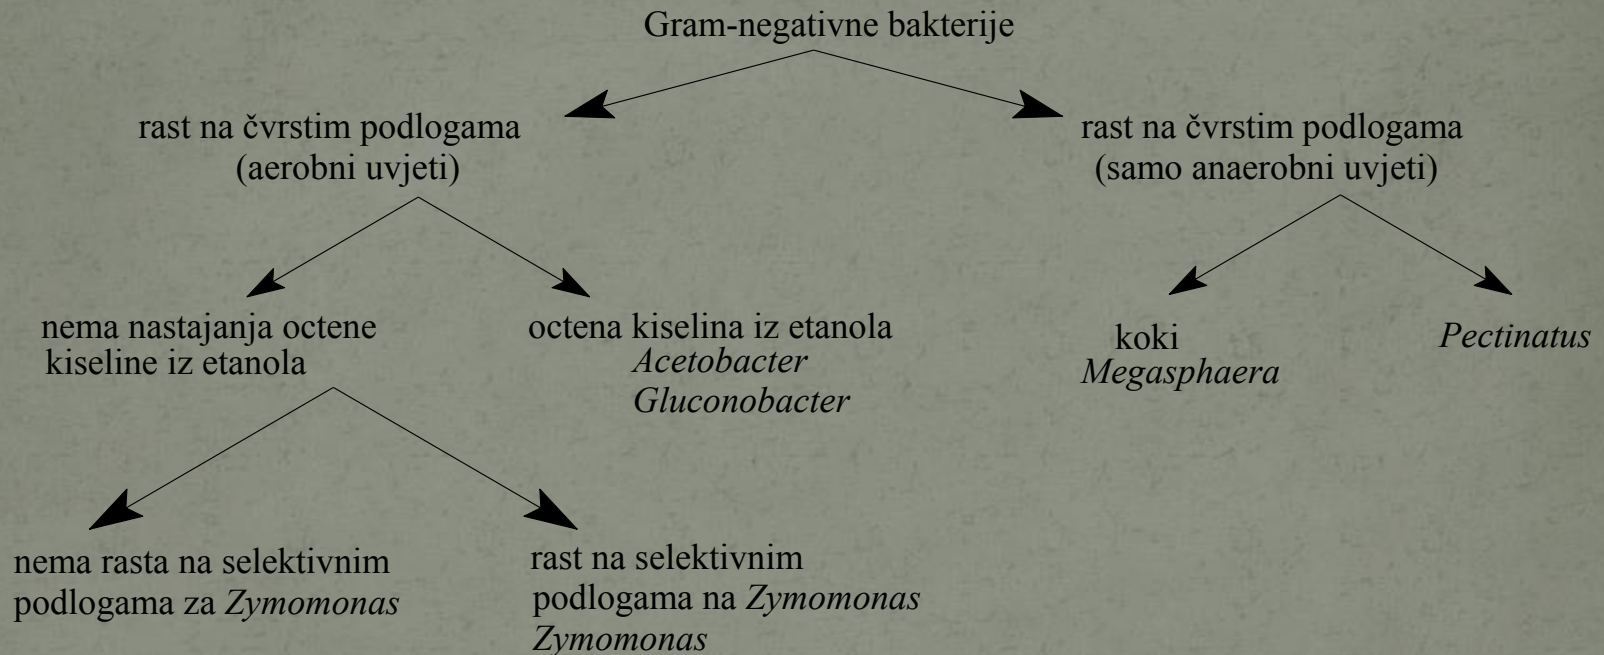 Gram-negativne bakterije
rast na čvrstim podlogama
(aerobni uvjeti)
rast na čvrstim podlogama
(samo anaerobni uvjeti)
nema nastajanja octene
kiseline iz etanola
octena kiselina iz etanola
Acetobacter
Gluconobacter
koki
Megasphaera
Pectinatus
nema rasta na selektivnim
podlogama za Zymomonas
rast na selektivnim
podlogama na Zymomonas
Zymomonas